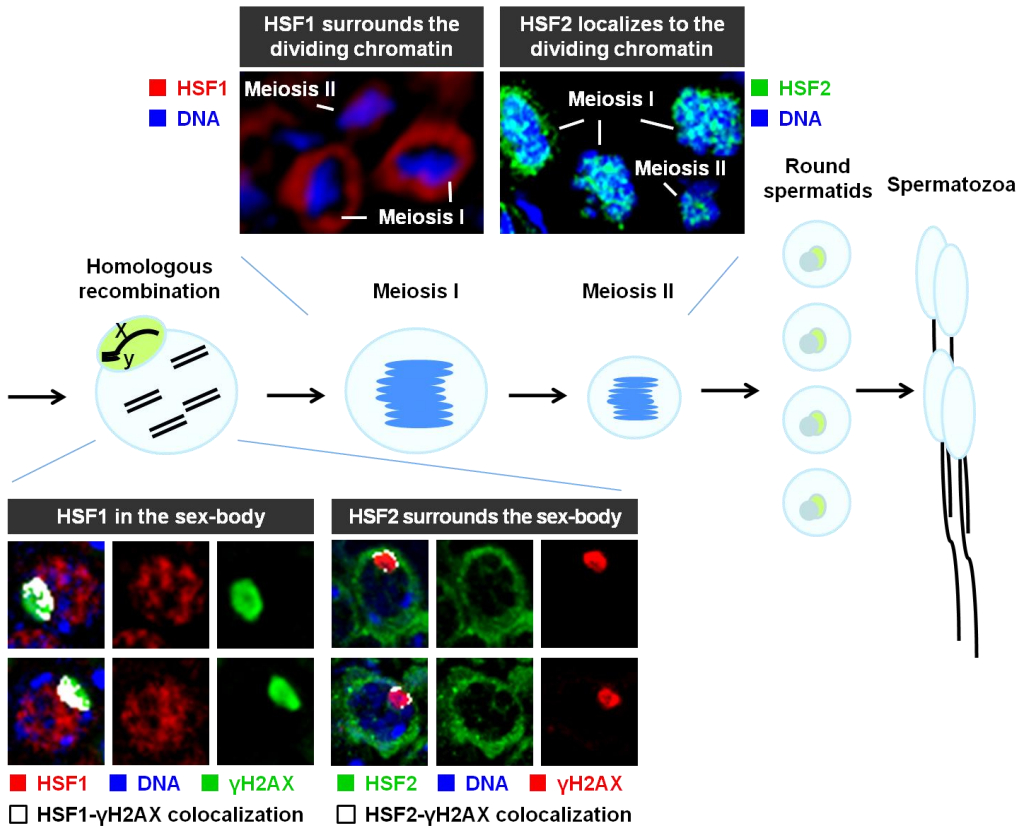 HSF1 surrounds the
dividing chromatin
HSF2 localizes to the
dividing chromatin
HSF1
DNA
Meiosis II
Meiosis I
Meiosis I
Meiosis II
HSF2
DNA
Round
spermatids
Spermatozoa
Homologous
recombination
Meiosis I
Meiosis II
X
y
HSF1 in the sex-body
HSF2 surrounds the sex-body
HSF1 DNA γH2AX
HSF1-γH2AX colocalization
HSF2 DNA γH2AX
HSF2-γH2AX colocalization